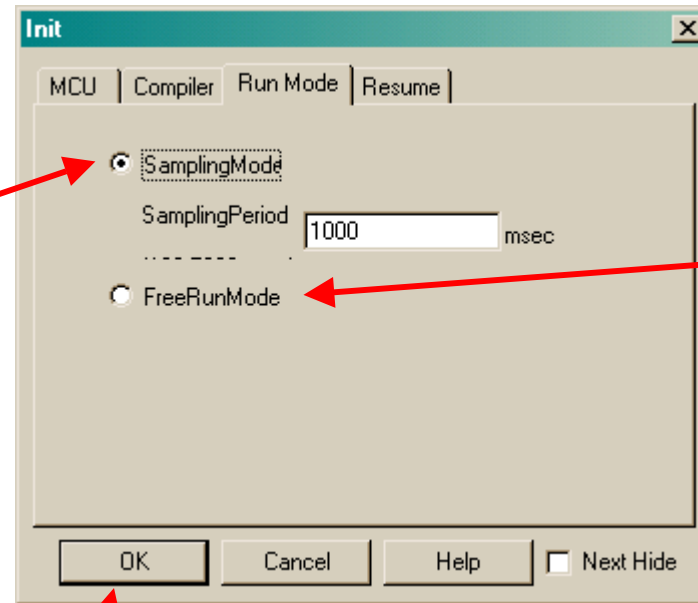 Init
MCU Compiler Run Mode Resume
SamplingMode
SamplingPeriod 1000 msec
FreeRunMode
OK Cancel Help Next Hide